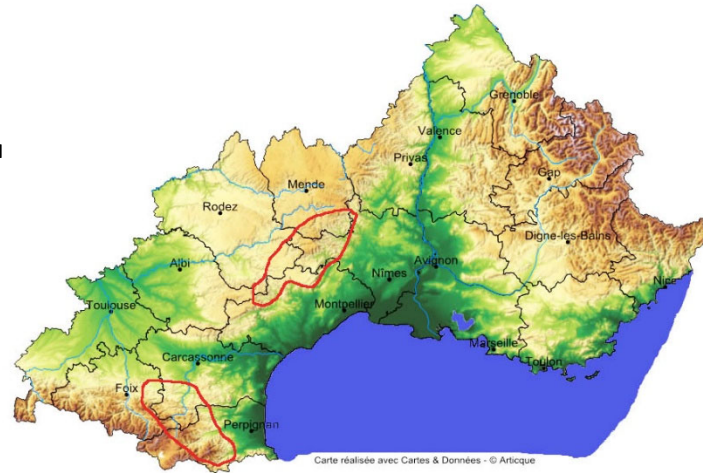 Grenoble
Valence
Privas
Mende
Gap
Rodez
Digne-les-Bains
Avignon
Albi
Nîmes
Nice
Montpellier
Toulouse
Marseille
Carcassonne
Toulon
Foix
Perpignan
Carte réalisée avec Cartes & Données - © Articque